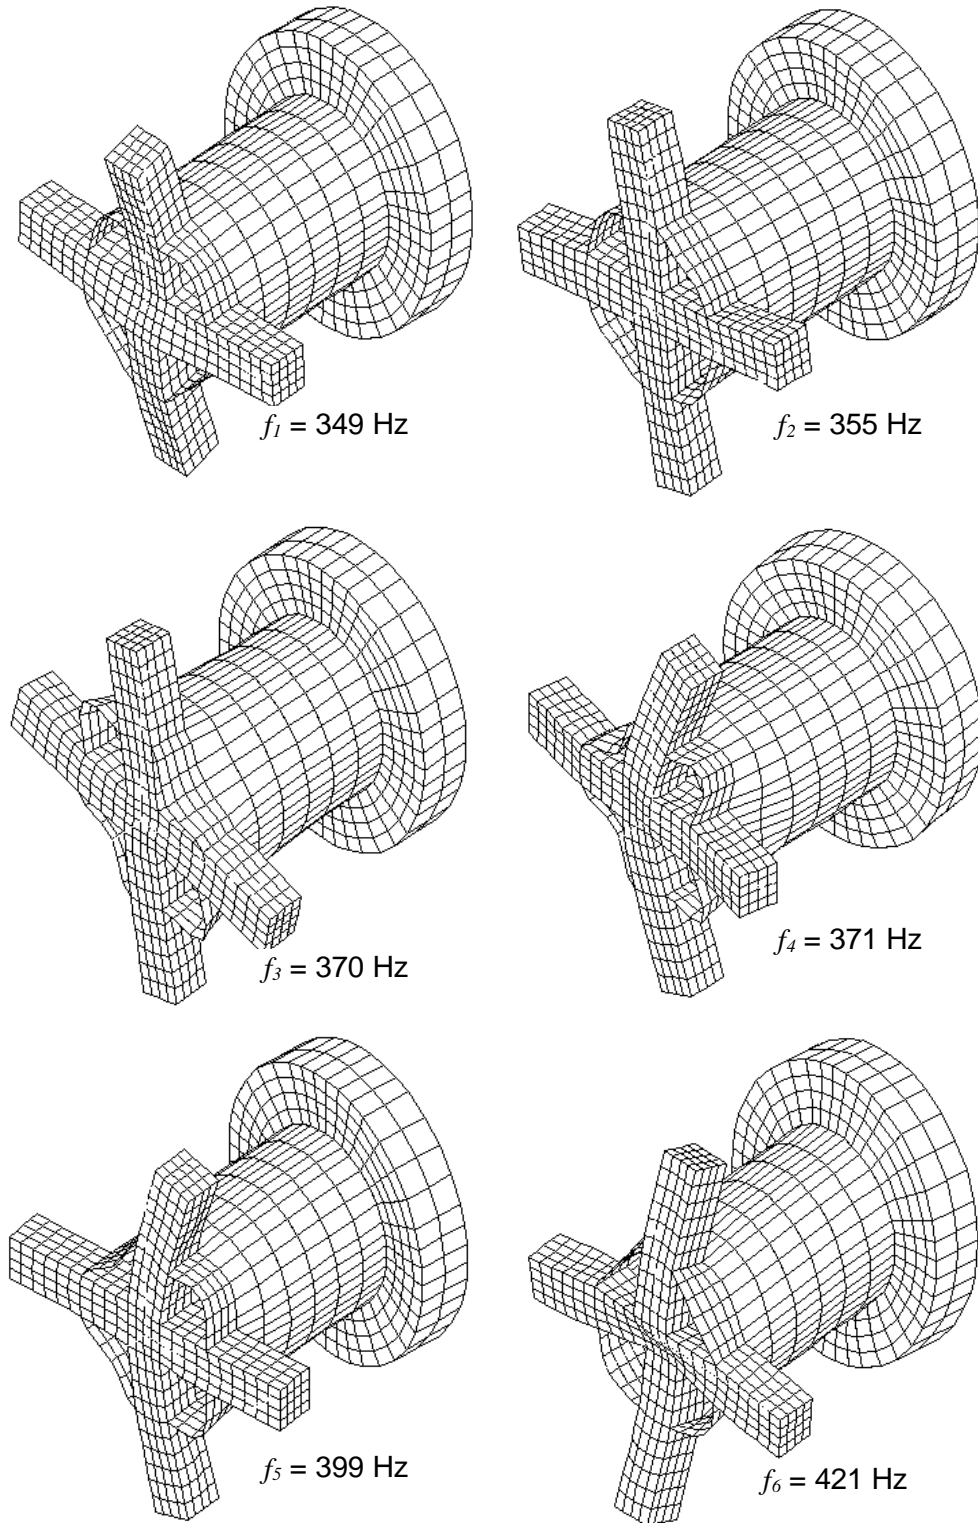 f1 = 349 Hz
f2 = 355 Hz
f3 = 370 Hz
f4 = 371 Hz
f5 = 399 Hz
f6 = 421 Hz